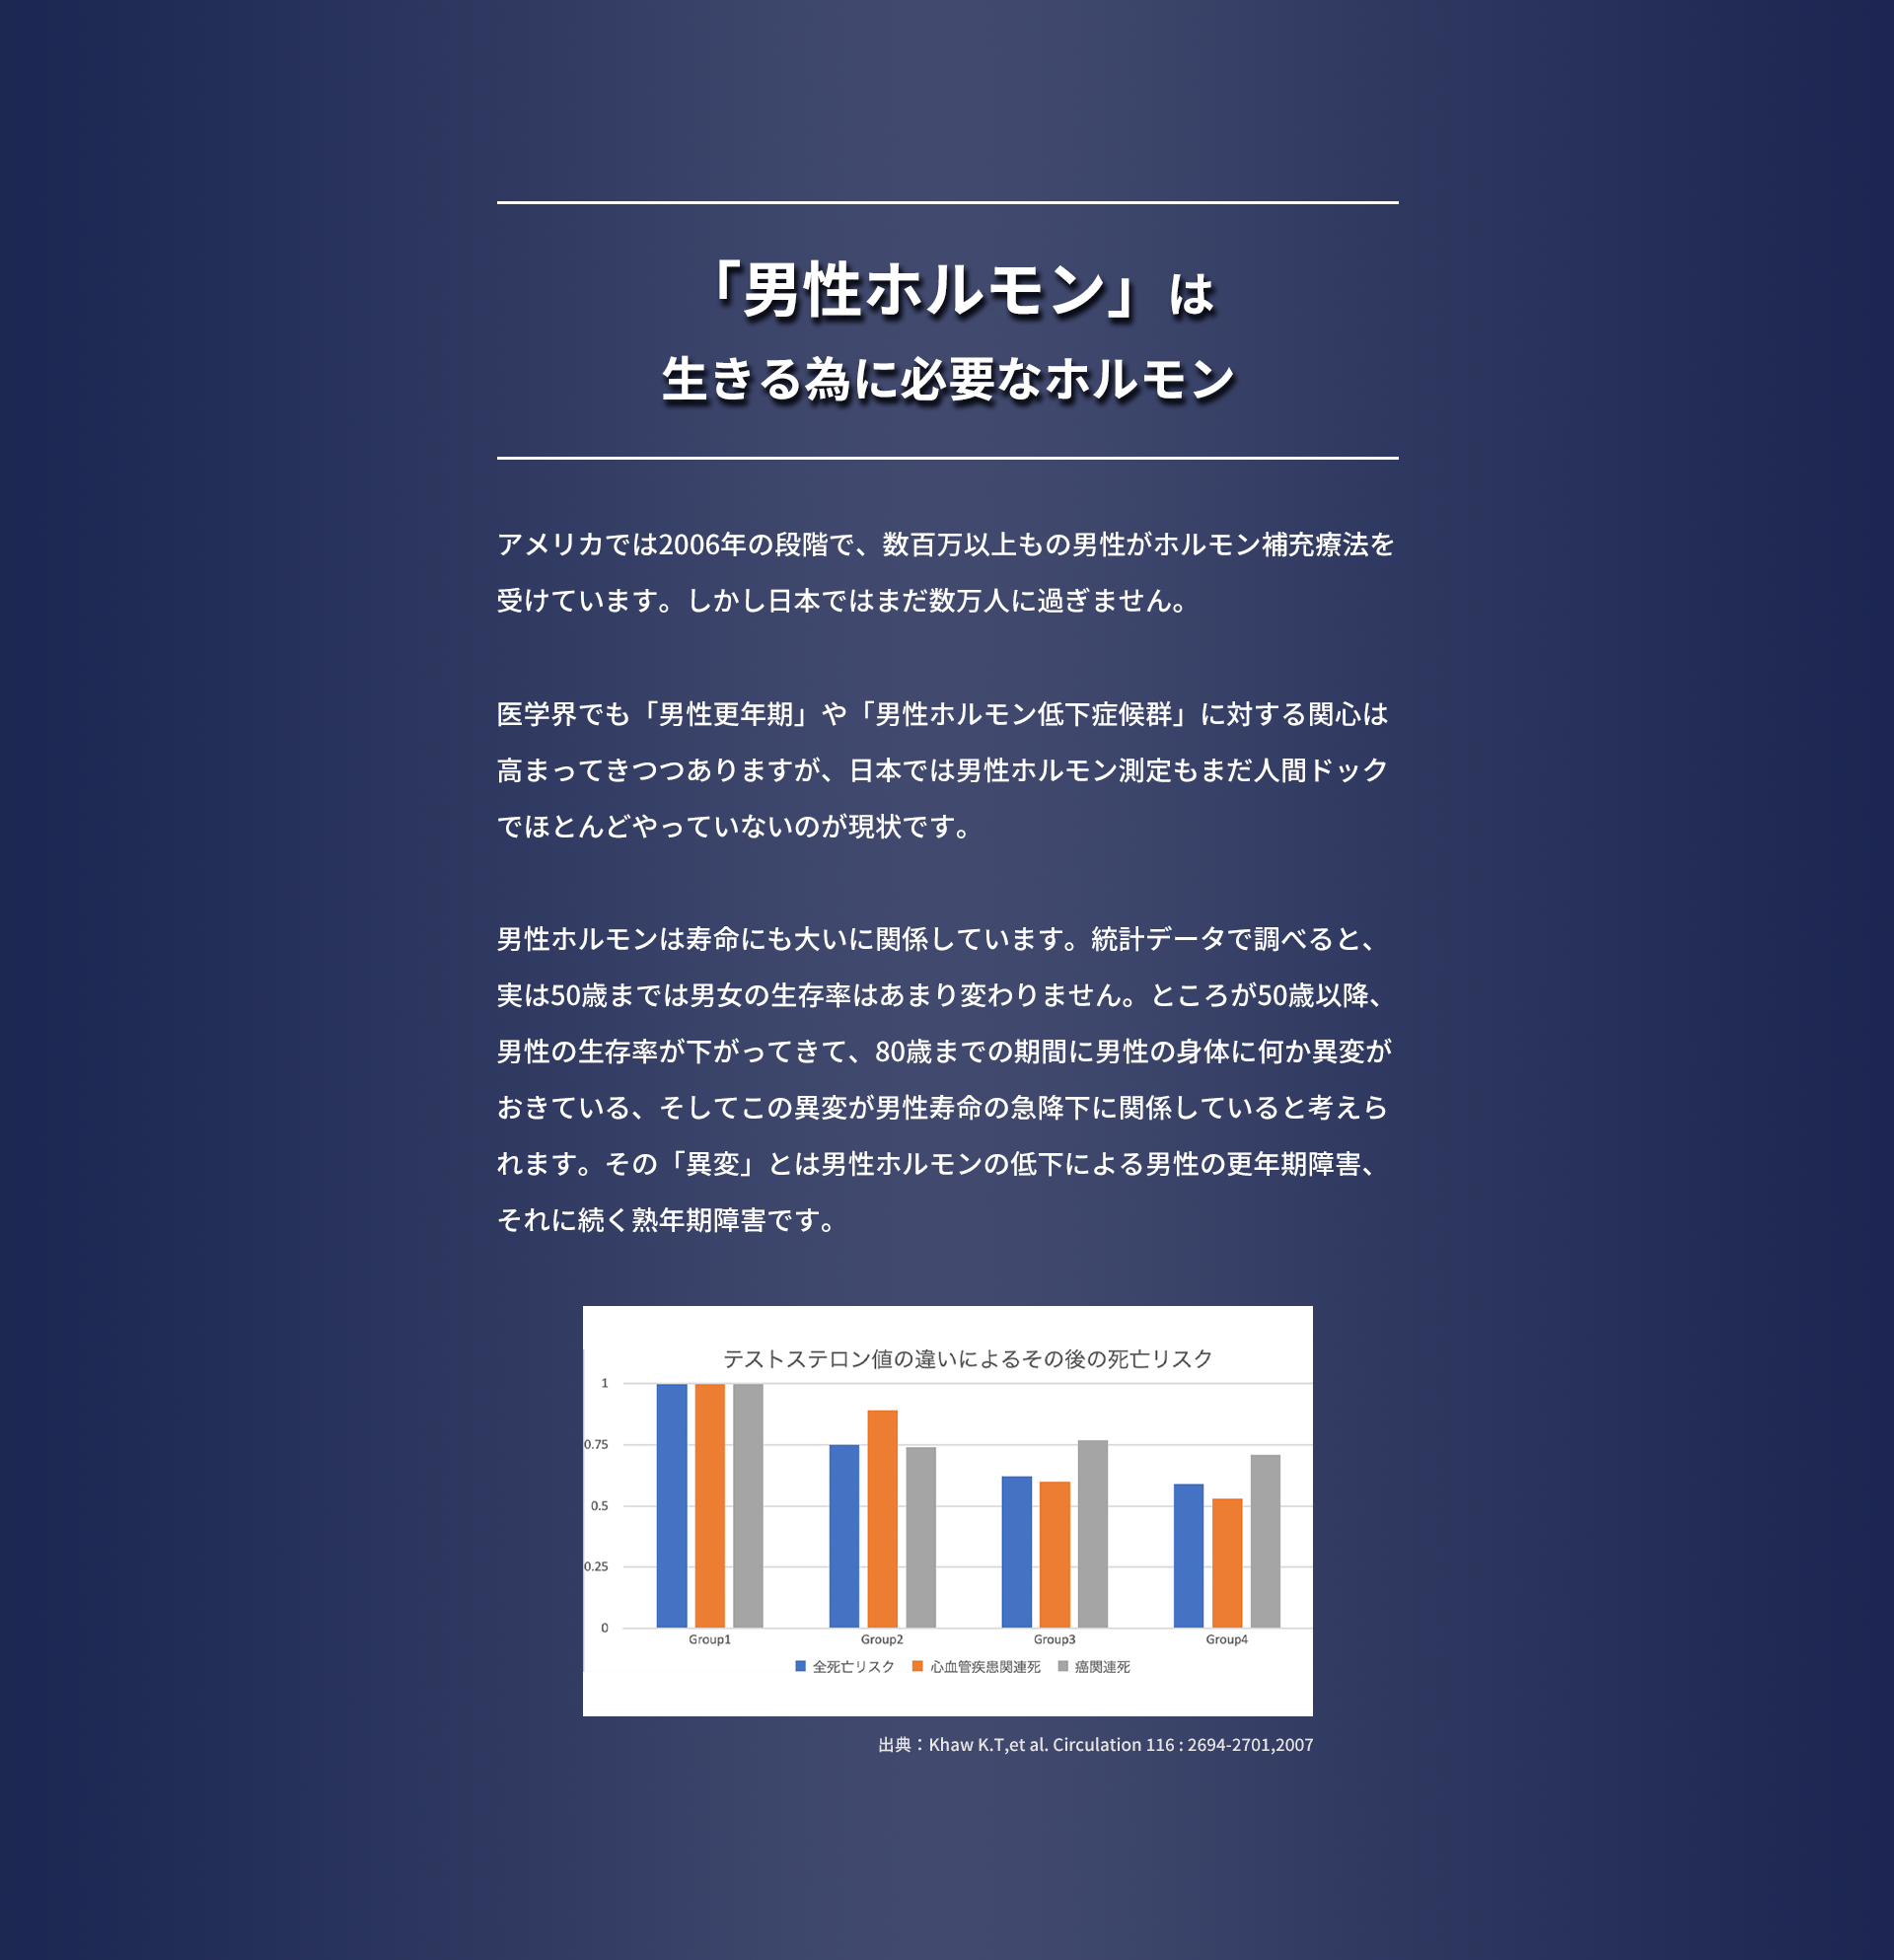 「男性ホルモン」は
生きる為に必要なホルモン
アメリカでは2006年の段階で、数百万以上もの男性がホルモン補充療法を
受けています。しかし日本ではまだ数万人に過ぎません。
医学界でも「男性更年期」や「男性ホルモン低下症候群」に対する関心は
高まってきつつありますが、日本では男性ホルモン測定もまだ人間ドック
でほとんどやっていないのが現状です。
男性ホルモンは寿命にも大いに関係しています。統計データで調べると、
実は50歳までは男女の生存率はあまり変わりません。ところが50歳以降、
男性の生存率が下がってきて、80歳までの期間に男性の身体に何か異変が
おきている、そしてこの異変が男性寿命の急降下に関係していると考えら
れます。その「異変」とは男性ホルモンの低下による男性の更年期障害、
それに続く熟年期障害です。
テストステロン値の違いによるその後の死亡リスク
1
0.75
0.5
0.25
0
Group1 Group2 Group3 Group4
全死亡リスク 心血管疾患関連死 癌関連死
出典：Khaw K.T,et al. Circulation 116 : 2694-2701,2007